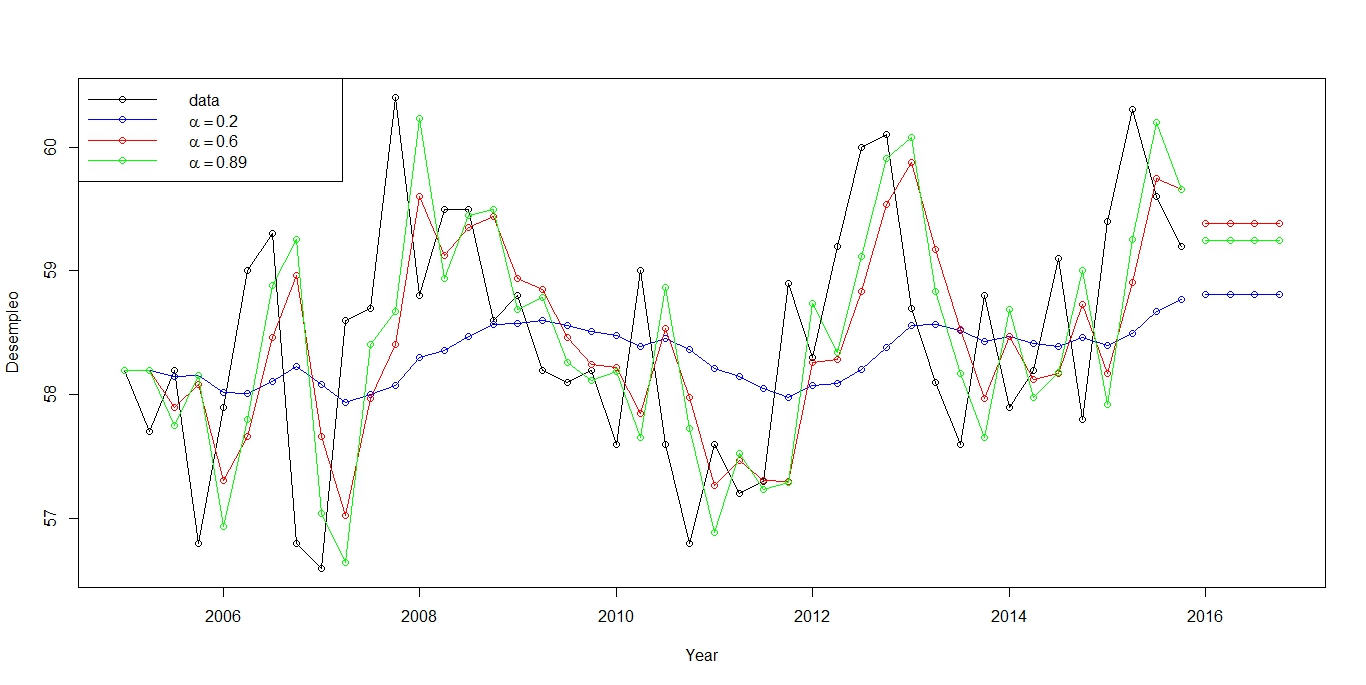 data
α = 0.2
α = 0.6
α = 0.89
Desempleo
60
59
58
57
2006 2008 2010 2012 2014 2016
Year